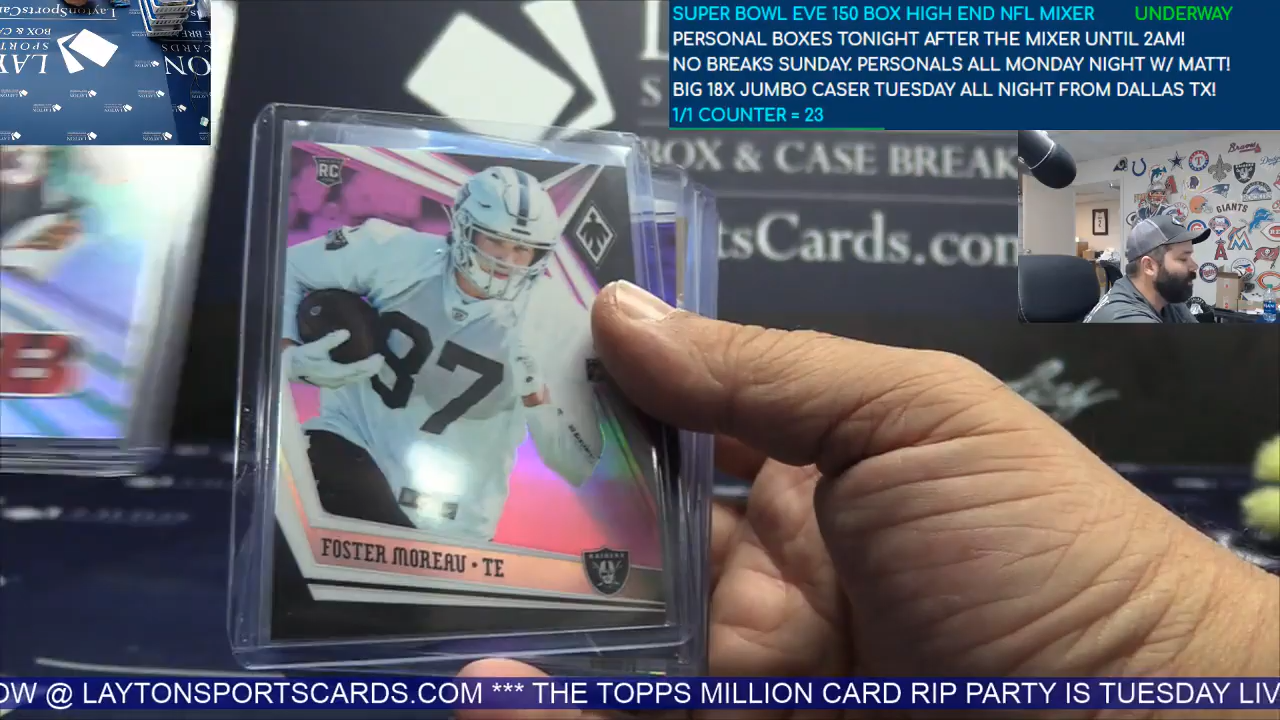 SUPER BOWL EVE 150 BOX HIGH END NFL MIXER UNDERWAY
PERSONAL BOXES TONIGHT AFTER THE MIXER UNTIL 2AM!
NO BREAKS SUNDAY. PERSONALS ALL MONDAY NIGHT W/ MATT!
BIG 18X JUMBO CASER TUESDAY ALL NIGHT FROM DALLAS TX!
1/1 COUNTER = 23
BOX & CASE BREAK
tsCards.com
RC
87
FOSTER MOREAU • TE
RAIDERS
GIANTS
Braves
OW @ LAYTONSPORTSCARDS.COM *** THE TOPPS MILLION CARD RIP PARTY IS TUESDAY LIV